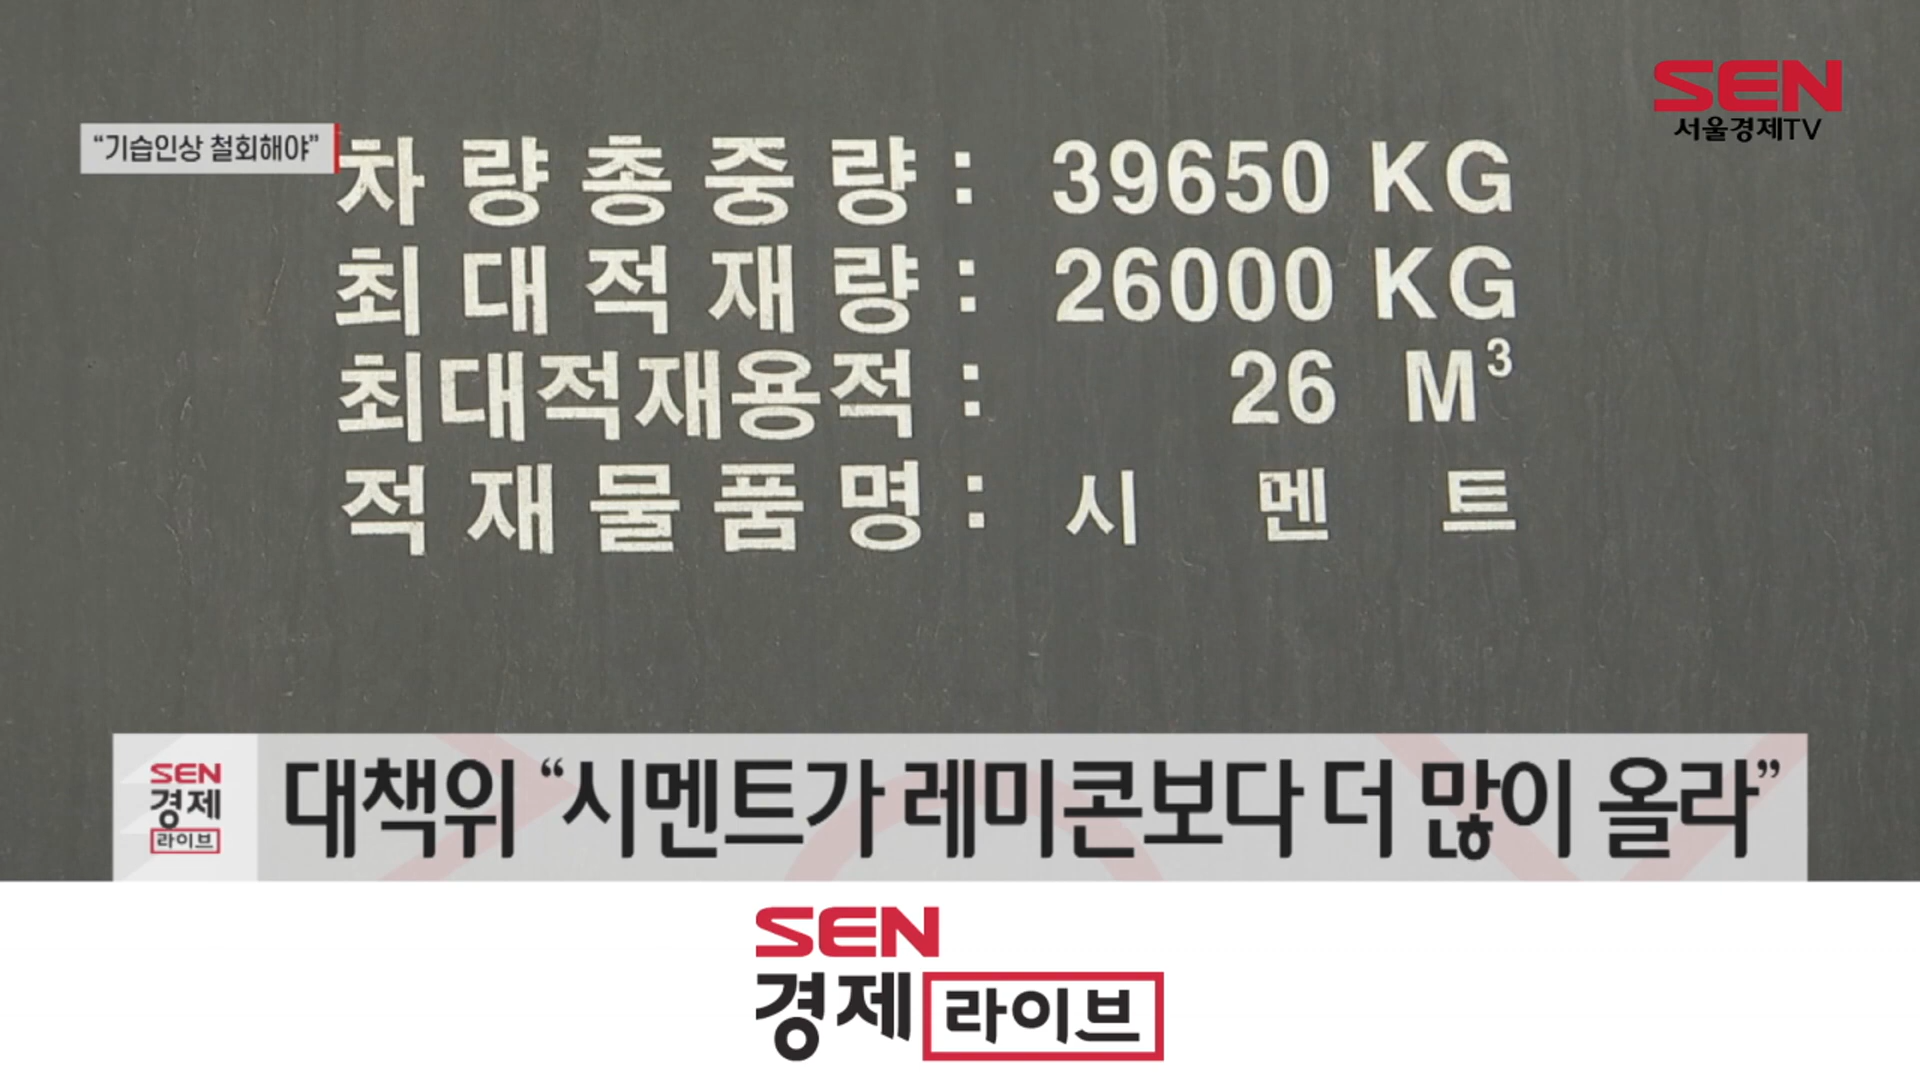 SEN
서울경제TV
“기습인상 철회해야”
차량총중량 : 39650 KG
최대적재량 : 26000 KG
최대적재용적 : 26 M³
적재물품명 : 시멘트
SEN
경제
라이브
대책위 “시멘트가 레미콘보다 더 많이 올라”
SEN
경제 라이브